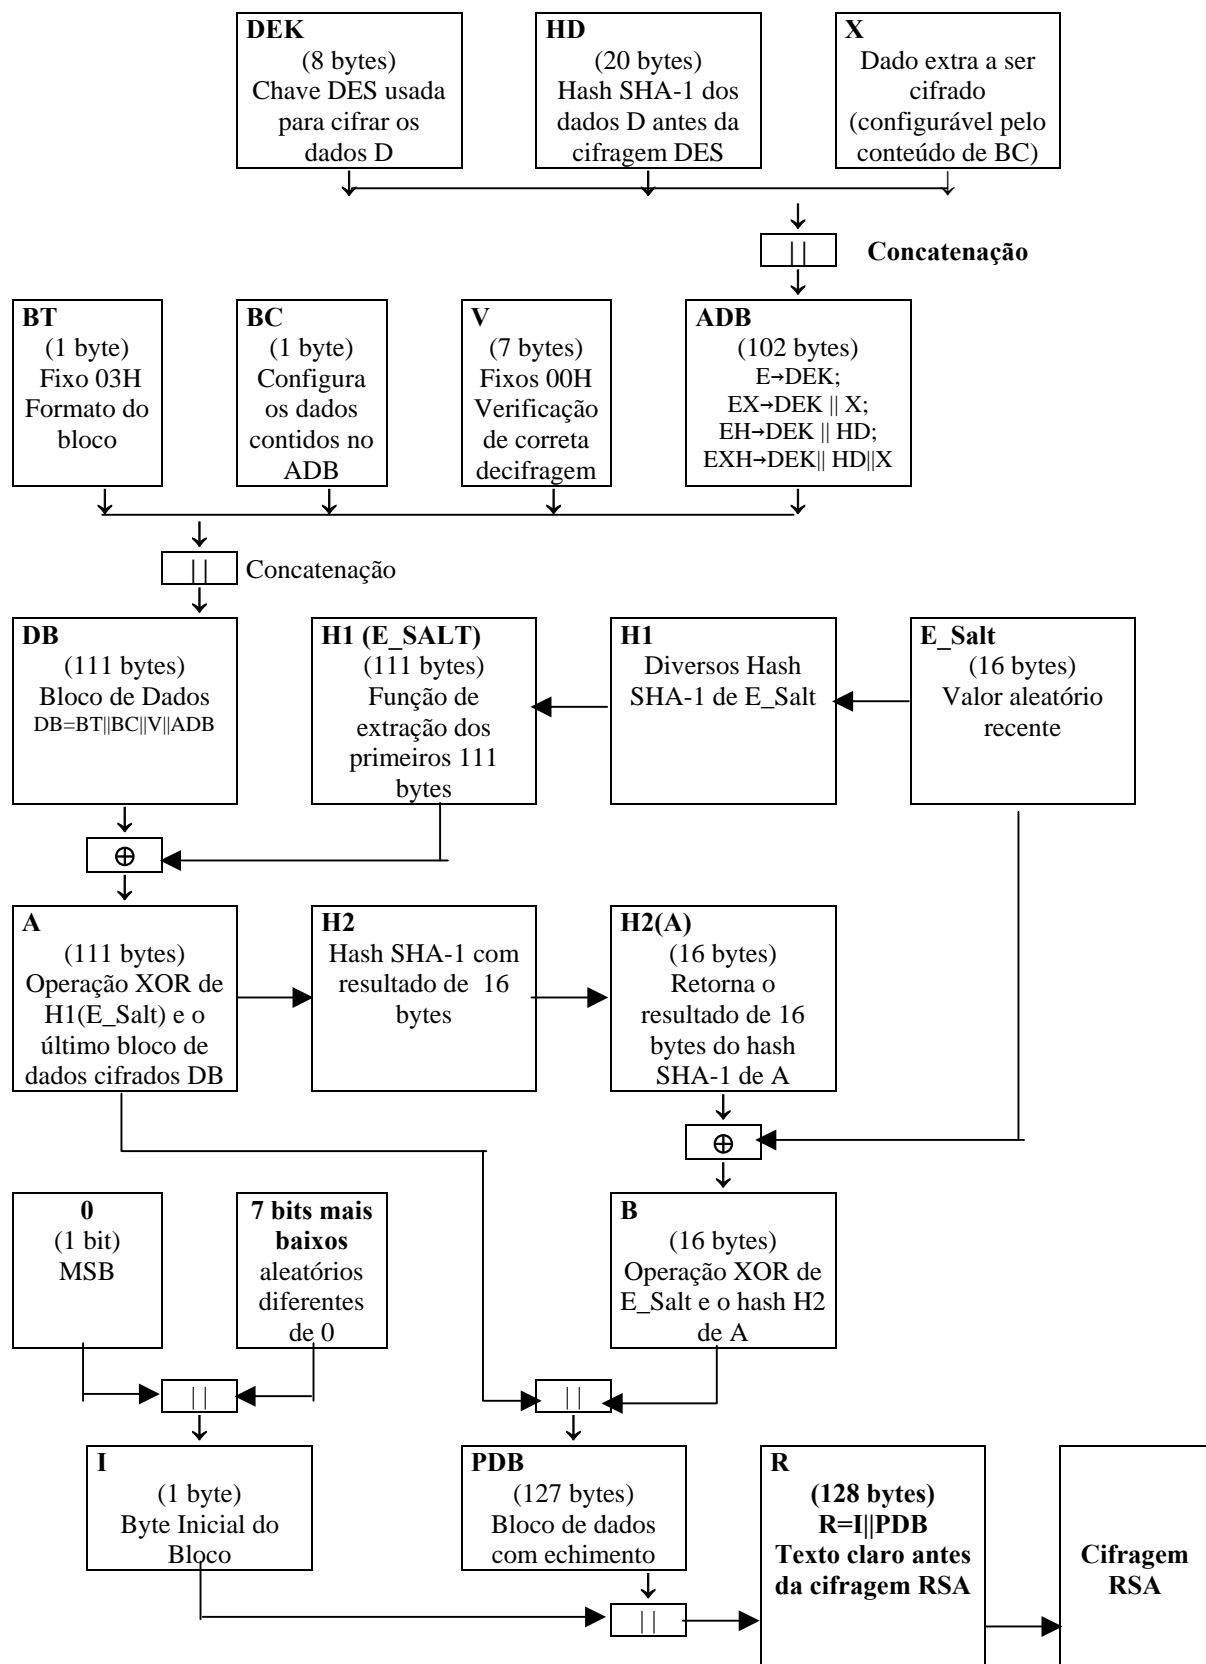 DEK
(8 bytes)
Chave DES usada
para cifrar os
dados D
HD
(20 bytes)
Hash SHA-1 dos
dados D antes da
cifragem DES
X
Dado extra a ser
cifrado
(configurável pelo
conteúdo de BC)
||
Concatenação
BT
(1 byte)
Fixo 03H
Formato do
bloco
BC
(1 byte)
Configura
os dados
contidos no
ADB
V
(7 bytes)
Fixos 00H
Verificação
de correta
decifragem
ADB
(102 bytes)
E→DEK;
EX→DEK || X;
EH→DEK || HD;
EXH→DEK|| HD||X
||
Concatenação
DB
(111 bytes)
Bloco de Dados
DB=BT||BC||V||ADB
H1 (E_SALT)
(111 bytes)
Função de
extração dos
primeiros 111
bytes
H1
Diversos Hash
SHA-1 de E_Salt
E_Salt
(16 bytes)
Valor aleatório
recente
⊕
A
(111 bytes)
Operação XOR de
H1(E_Salt) e o
último bloco de
dados cifrados DB
H2
Hash SHA-1 com
resultado de 16
bytes
H2(A)
(16 bytes)
Retorna o
resultado de 16
bytes do hash
SHA-1 de A
⊕
0
(1 bit)
MSB
7 bits mais
baixos
aleatórios
diferentes
de 0
B
(16 bytes)
Operação XOR de
E_Salt e o hash H2
de A
||
||
I
(1 byte)
Byte Inicial do
Bloco
PDB
(127 bytes)
Bloco de dados
com echimento
R
(128 bytes)
R=I||PDB
Texto claro antes
da cifragem RSA
Cifragem
RSA
||